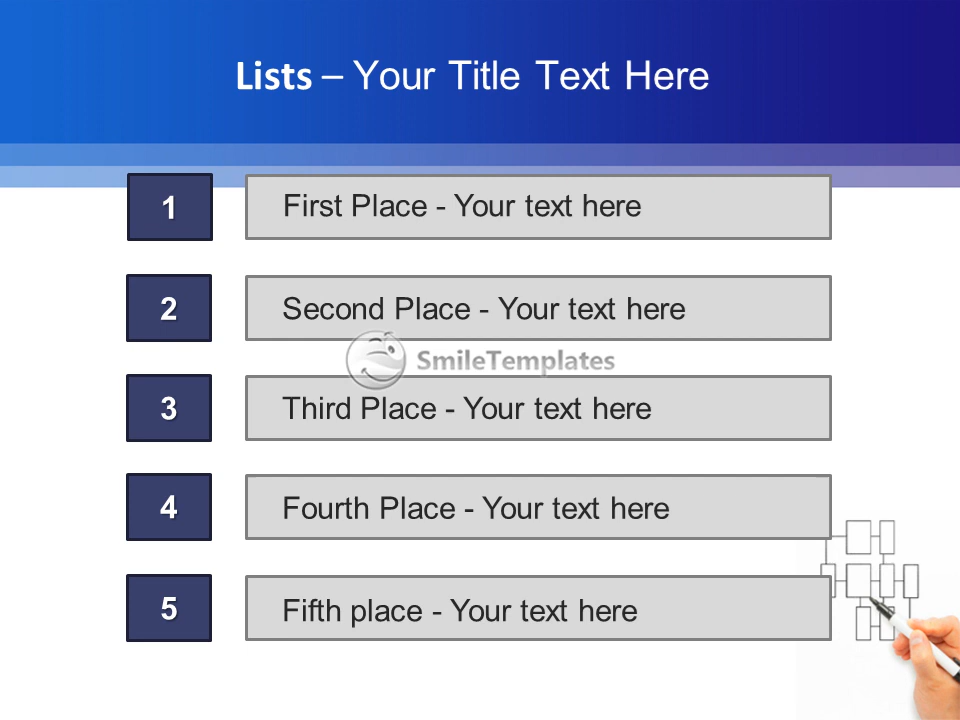 Lists – Your Title Text Here
1 First Place - Your text here
2 Second Place - Your text here
SmileTemplates
3 Third Place - Your text here
4 Fourth Place - Your text here
5 Fifth place - Your text here